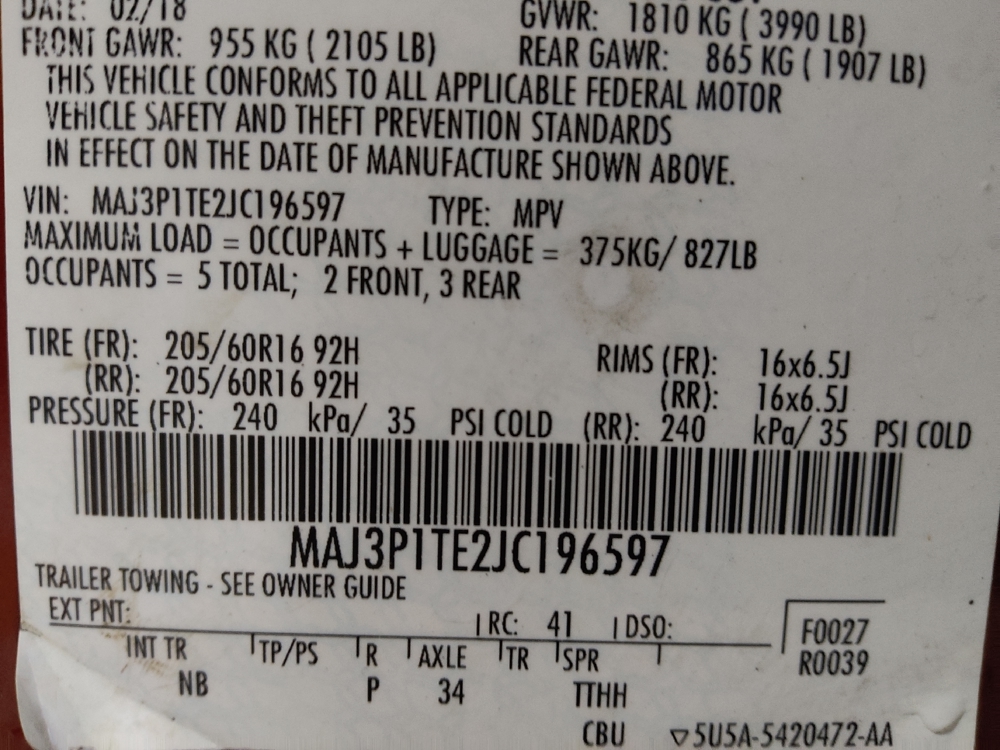 DATE: 02/18 GVWR: 1810 KG ( 3990 LB)
FRONT GAWR: 955 KG ( 2105 LB) REAR GAWR: 865 KG ( 1907 LB)
THIS VEHICLE CONFORMS TO ALL APPLICABLE FEDERAL MOTOR
VEHICLE SAFETY AND THEFT PREVENTION STANDARDS
IN EFFECT ON THE DATE OF MANUFACTURE SHOWN ABOVE.
VIN: MAJ3P1TE2JC196597 TYPE: MPV
MAXIMUM LOAD = OCCUPANTS + LUGGAGE = 375KG/ 827LB
OCCUPANTS = 5 TOTAL; 2 FRONT, 3 REAR
TIRE (FR): 205/60R16 92H RIMS (FR): 16x6.5J
(RR): 205/60R16 92H (RR): 16x6.5J
PRESSURE (FR): 240 kPa/ 35 PSI COLD (RR): 240 kPa/ 35 PSI COLD
MAJ3P1TE2JC196597
TRAILER TOWING - SEE OWNER GUIDE
EXT PNT: RC: 41 DSO: F0027
INT TR TP/PS R AXLE TR SPR R0039
NB P 34 TTHH
CBU ▽5U5A-5420472-AA